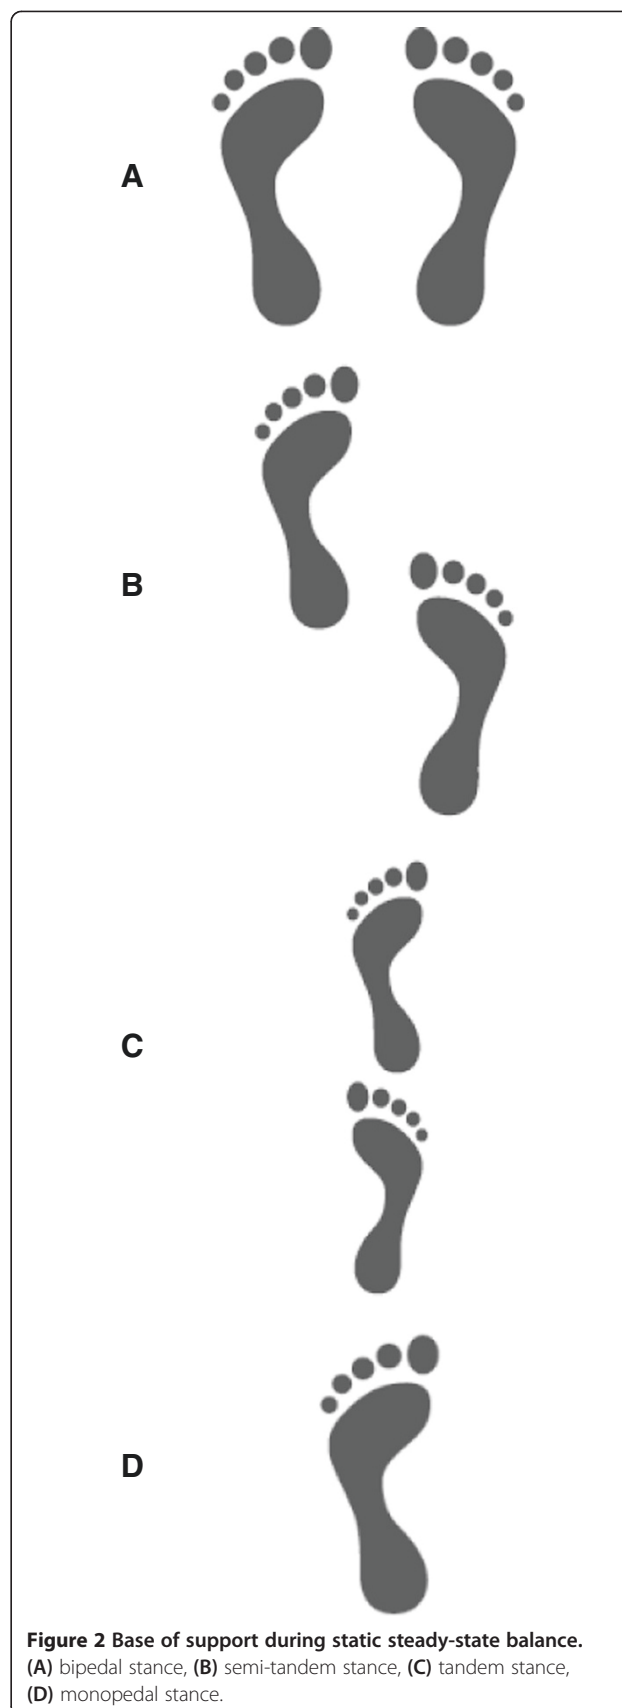 A
B
C
D
Figure 2 Base of support during static steady-state balance.
(A) bipedal stance, (B) semi-tandem stance, (C) tandem stance,
(D) monopedal stance.